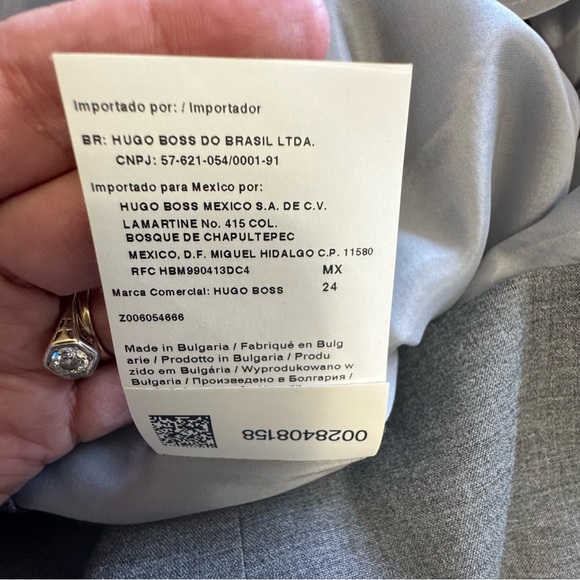 Importado por: / Importador
BR: HUGO BOSS DO BRASIL LTDA.
CNPJ: 57-621-054/0001-91
Importado para Mexico por:
HUGO BOSS MEXICO S.A. DE C.V.
LAMARTINE No. 415 COL.
BOSQUE DE CHAPULTEPEC
MEXICO, D.F. MIGUEL HIDALGO C.P. 11580
RFC HBM990413DC4 MX
Marca Comercial: HUGO BOSS 24
Z006054666
Made in Bulgaria / Fabriqué en Bulg
arie / Prodotto in Bulgaria / Produ
zido em Bulgária / Wyprodukowano w
Bułgaria / Произведено в Болгария /
0028408158